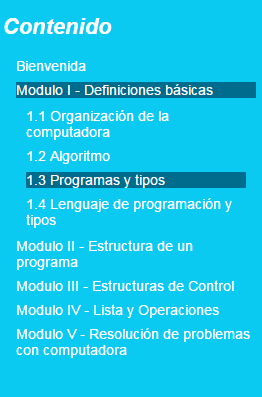 Contenido
Bienvenida
Modulo I - Definiciones básicas
1.1 Organización de la
computadora
1.2 Algoritmo
1.3 Programas y tipos
1.4 Lenguaje de programación y
tipos
Modulo II - Estructura de un
programa
Modulo III - Estructuras de Control
Modulo IV - Lista y Operaciones
Modulo V - Resolución de problemas
con computadora